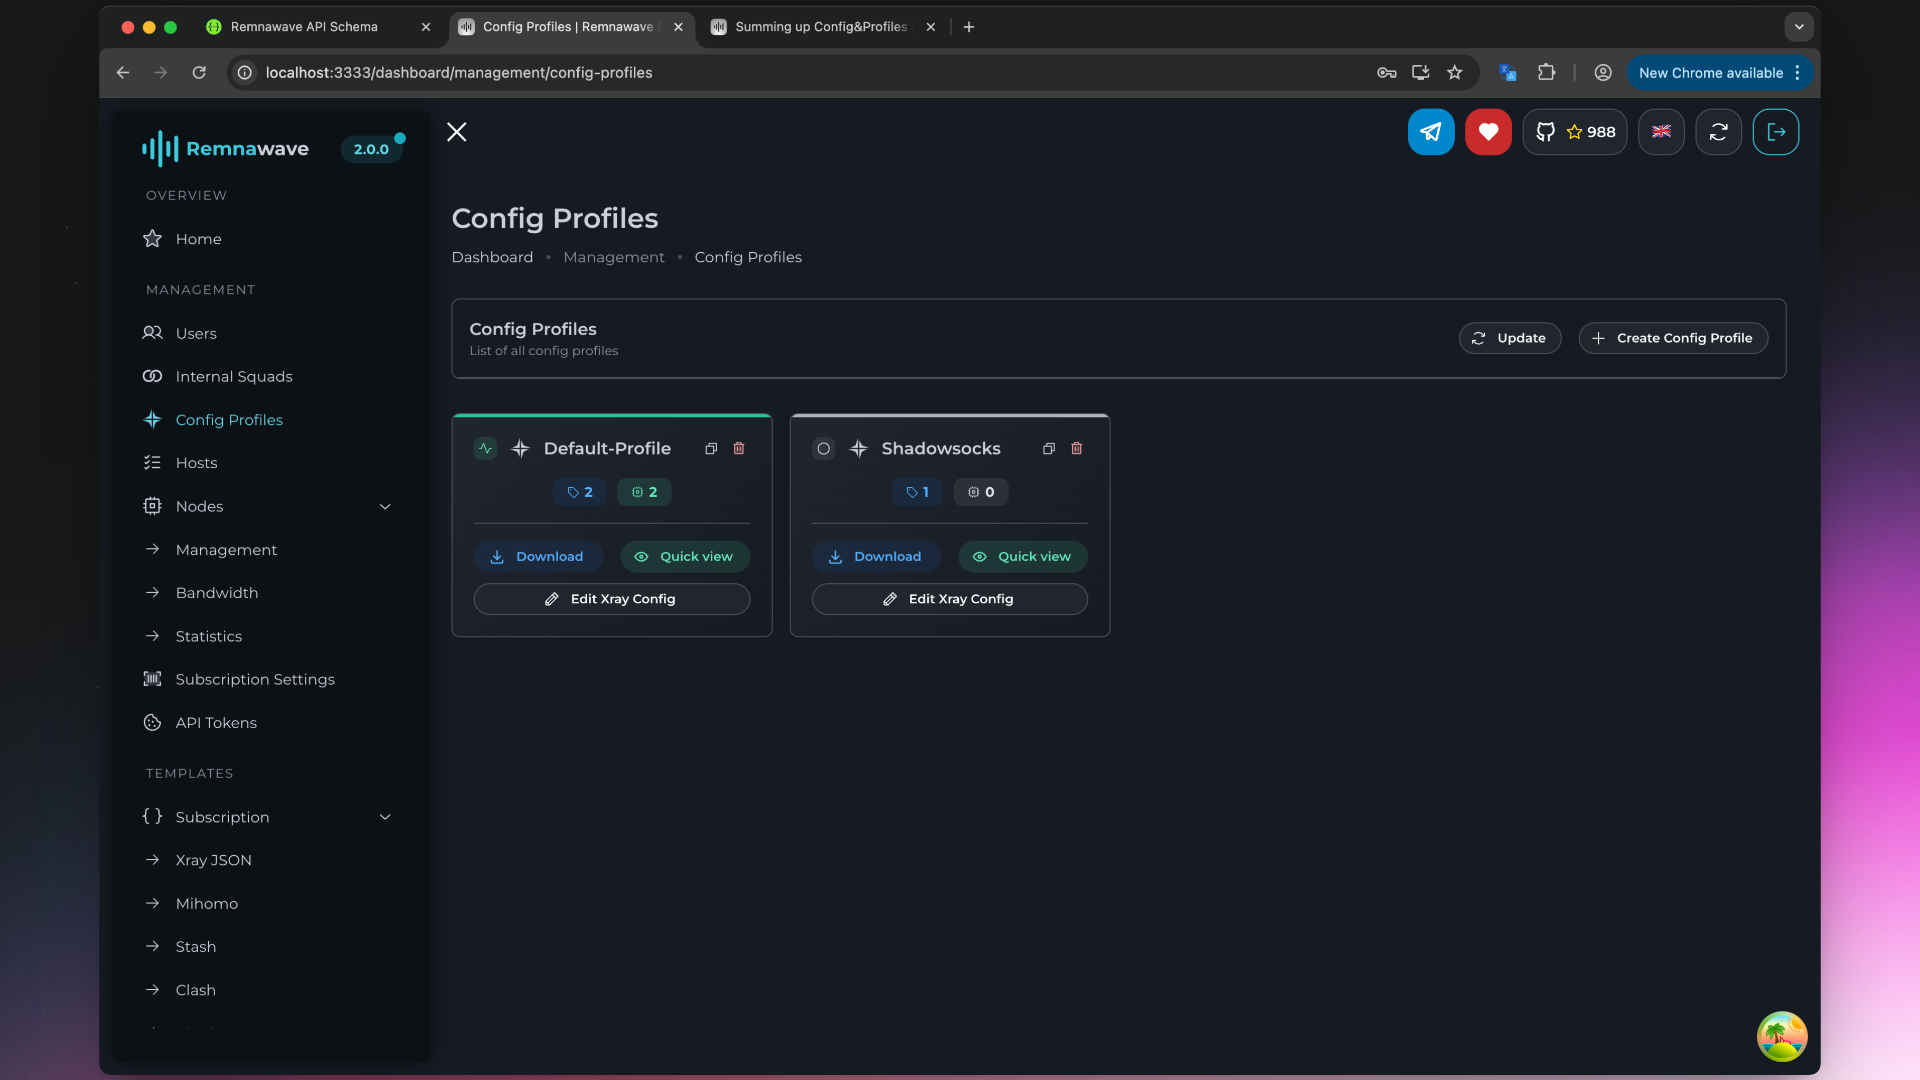 Remnawave API Schema
Config Profiles | Remnawave
Summing up Config&Profiles
localhost:3333/dashboard/management/config-profiles
New Chrome available
Remnawave
2.0.0
988
OVERVIEW
Home
MANAGEMENT
Users
Internal Squads
Config Profiles
Hosts
Nodes
Management
Bandwidth
Statistics
Subscription Settings
API Tokens
TEMPLATES
Subscription
Xray JSON
Mihomo
Stash
Clash
Config Profiles
Dashboard • Management • Config Profiles
Config Profiles
List of all config profiles
Update
Create Config Profile
Default-Profile
2
2
Download
Quick view
Edit Xray Config
Shadowsocks
1
0
Download
Quick view
Edit Xray Config